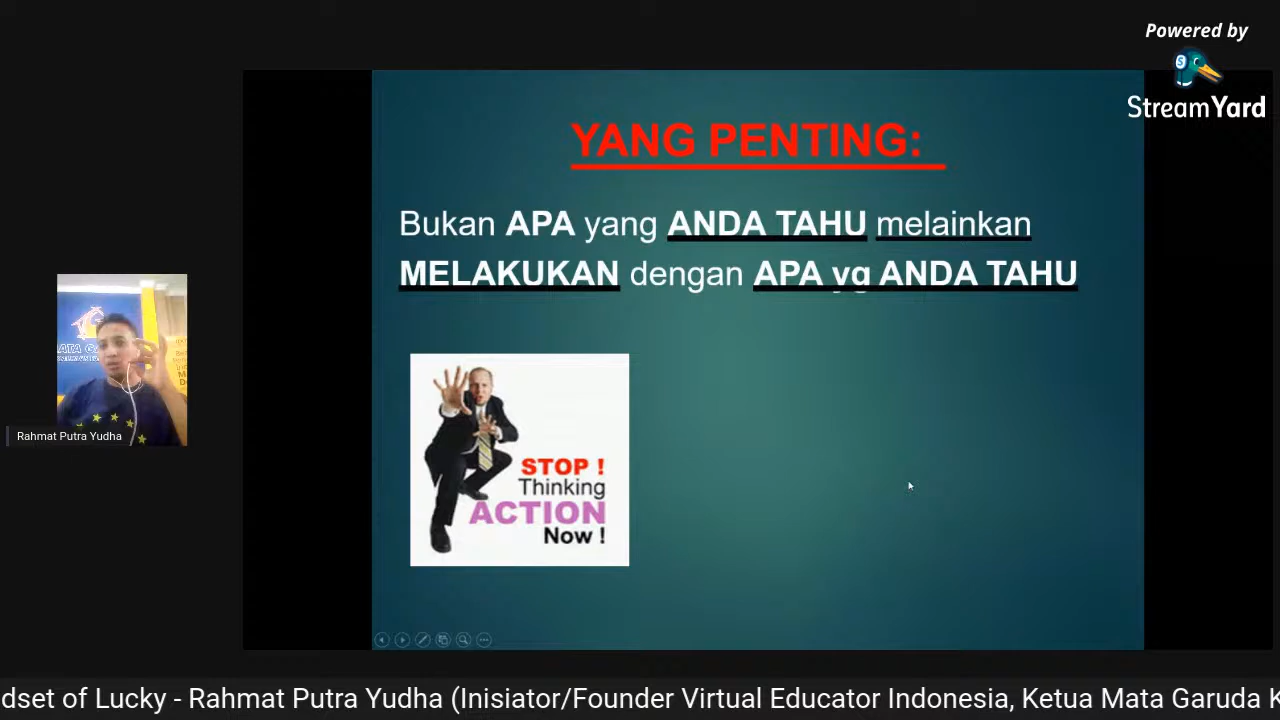 Powered by
StreamYard
YANG PENTING:
Bukan APA yang ANDA TAHU melainkan
MELAKUKAN dengan APA yg ANDA TAHU
STOP !
Thinking
ACTION
Now !
Rahmat Putra Yudha
dset of Lucky - Rahmat Putra Yudha (Inisiator/Founder Virtual Educator Indonesia, Ketua Mata Garuda K